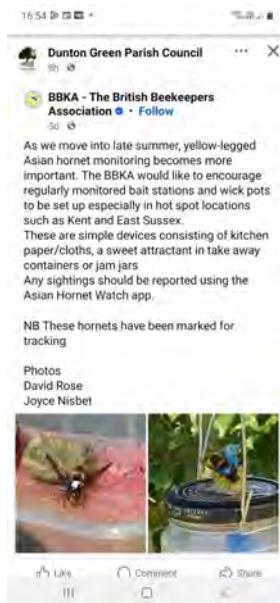 16:54
Dunton Green Parish Council
BBKA - The British Beekeepers
Association • Follow
As we move into late summer, yellow-legged
Asian hornet monitoring becomes more
important. The BBKA would like to encourage
regularly monitored bait stations and wick pots
to be set up especially in hot spot locations
such as Kent and East Sussex.
These are simple devices consisting of kitchen
paper/cloths, a sweet attractant in take away
containers or jam jars
Any sightings should be reported using the
Asian Hornet Watch app.
NB These hornets have been marked for
tracking
Photos
David Rose
Joyce Nisbet
Like
Comment
Share